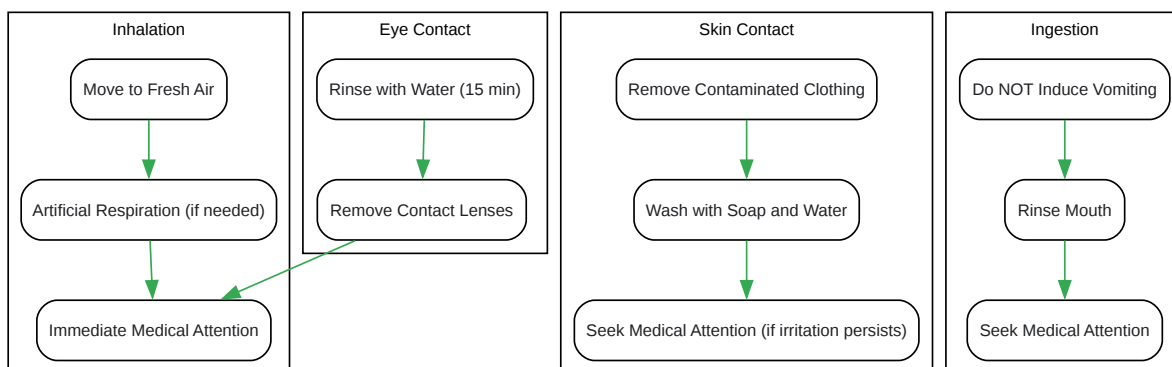 Inhalation
Move to Fresh Air
Artificial Respiration (if needed)
Immediate Medical Attention
Eye Contact
Rinse with Water (15 min)
Remove Contact Lenses
Skin Contact
Remove Contaminated Clothing
Wash with Soap and Water
Seek Medical Attention (if irritation persists)
Ingestion
Do NOT Induce Vomiting
Rinse Mouth
Seek Medical Attention